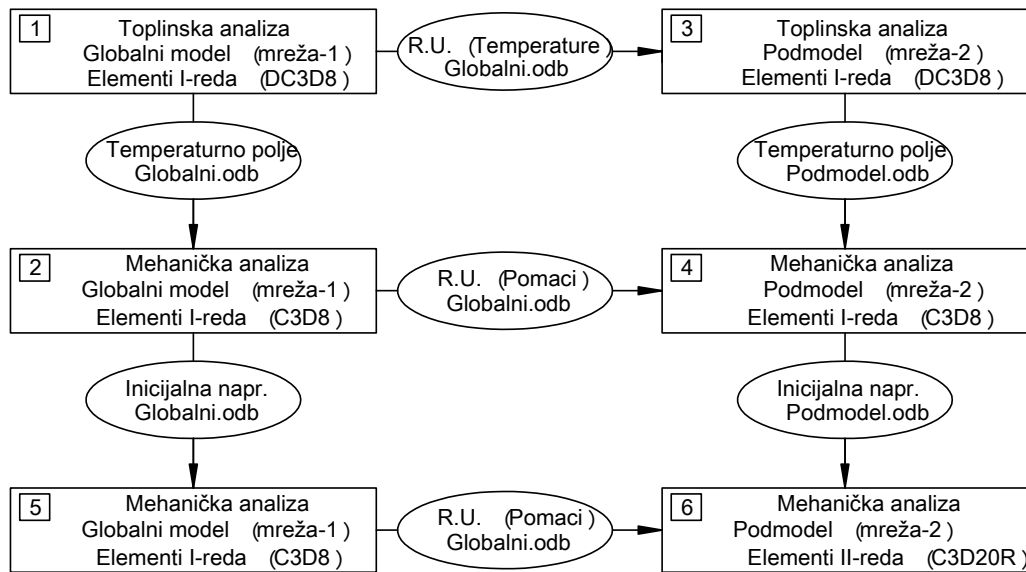 1
Toplinska analiza
Globalni model (mreža-1)
Elementi I-reda (DC3D8)
R.U. (Temperature)
Globalni.odb
3
Toplinska analiza
Podmodel (mreža-2)
Elementi I-reda (DC3D8)
Temperaturno polje
Globalni.odb
Temperaturno polje
Podmodel.odb
2
Mehanička analiza
Globalni model (mreža-1)
Elementi I-reda (C3D8)
R.U. (Pomaci)
Globalni.odb
4
Mehanička analiza
Podmodel (mreža-2)
Elementi I-reda (C3D8)
Inicijalna napr.
Globalni.odb
Inicijalna napr.
Podmodel.odb
5
Mehanička analiza
Globalni model (mreža-1)
Elementi I-reda (C3D8)
R.U. (Pomaci)
Globalni.odb
6
Mehanička analiza
Podmodel (mreža-2)
Elementi II-reda (C3D20R)